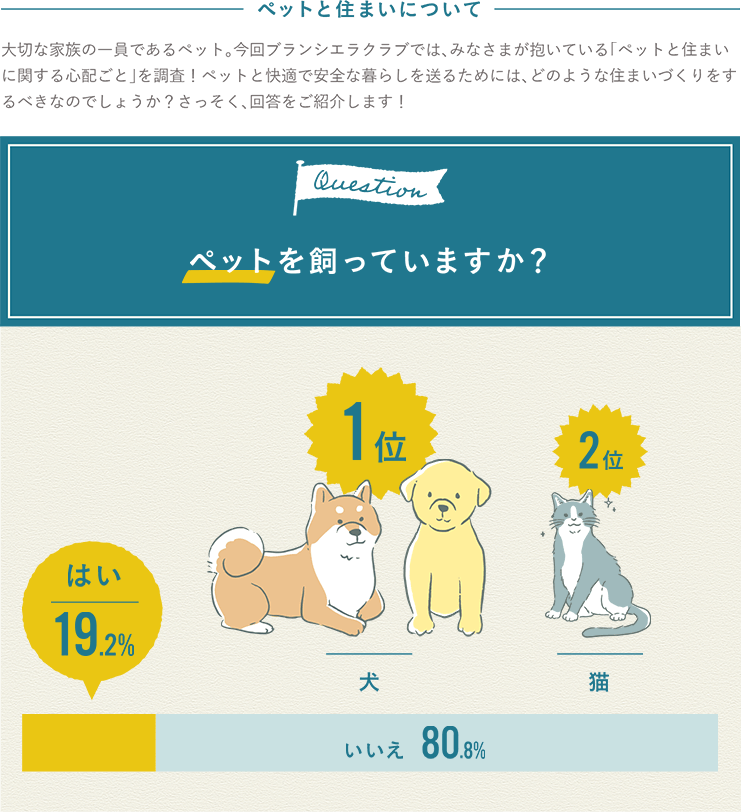 ペットと住まいについて
大切な家族の一員であるペット。今回ブランシエラクラブでは、みなさまが抱いている「ペットと住まい
に関する心配ごと」を調査！ペットと快適で安全な暮らしを送るためには、どのような住まいづくりをす
るべきなのでしょうか？さっそく、回答をご紹介します！
Question
ペットを飼っていますか？
1位
2位
はい
19.2%
犬
猫
いいえ 80.8%